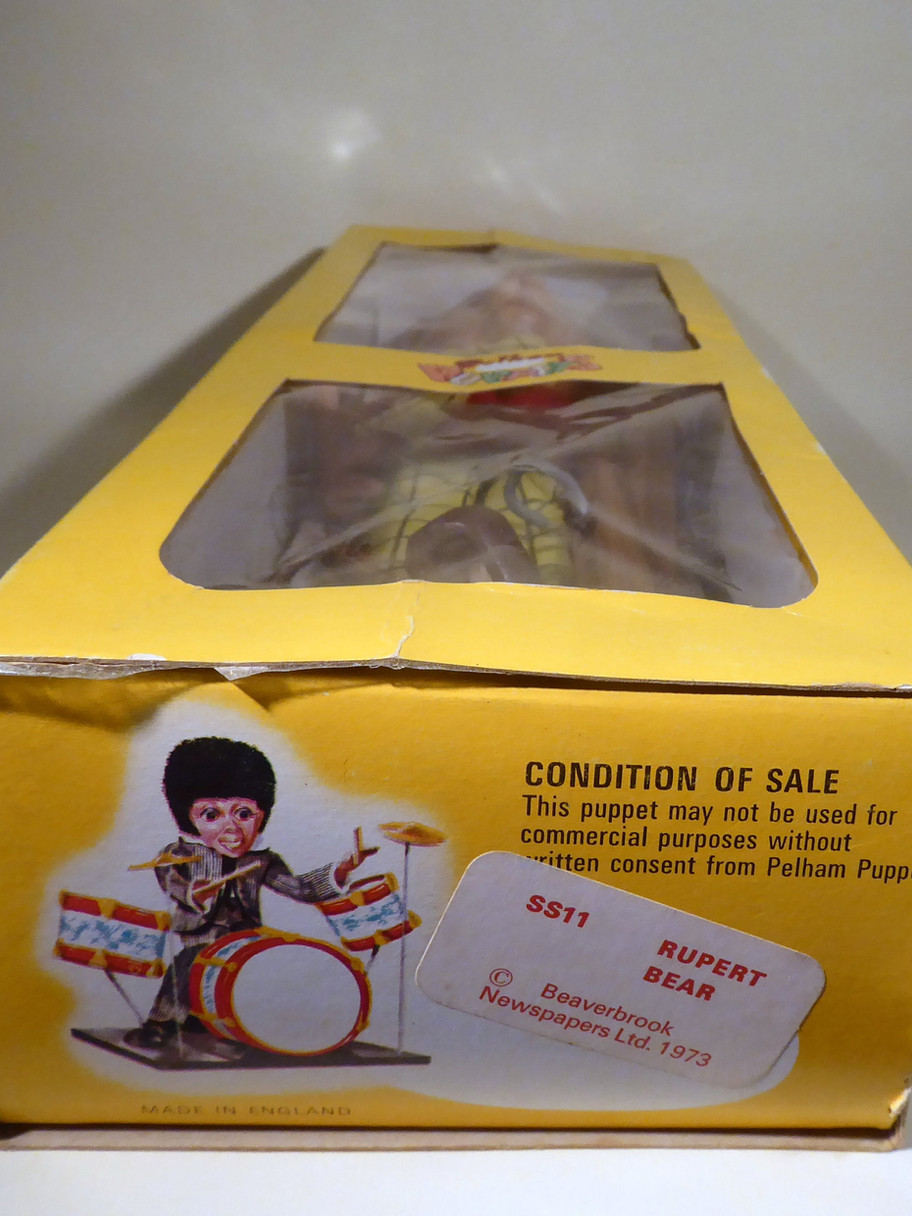 CONDITION OF SALE
This puppet may not be used for
commercial purposes without
written consent from Pelham Pupp
SS11
RUPERT
BEAR
© Beaverbrook
Newspapers Ltd. 1973
MADE IN ENGLAND